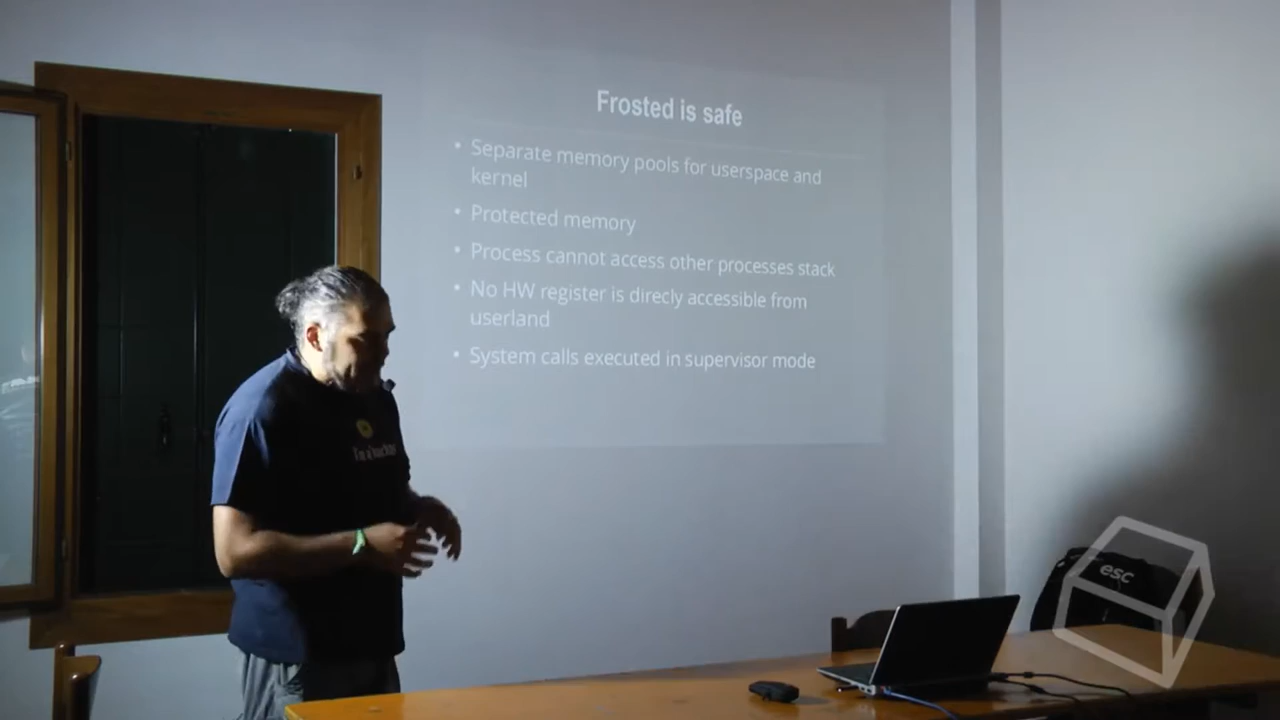 Frosted is safe
• Separate memory pools for userspace and
kernel
• Protected memory
• Process cannot access other processes stack
• No HW register is direcly accessible from
userland
• System calls executed in supervisor mode
I'm a hacker
esc